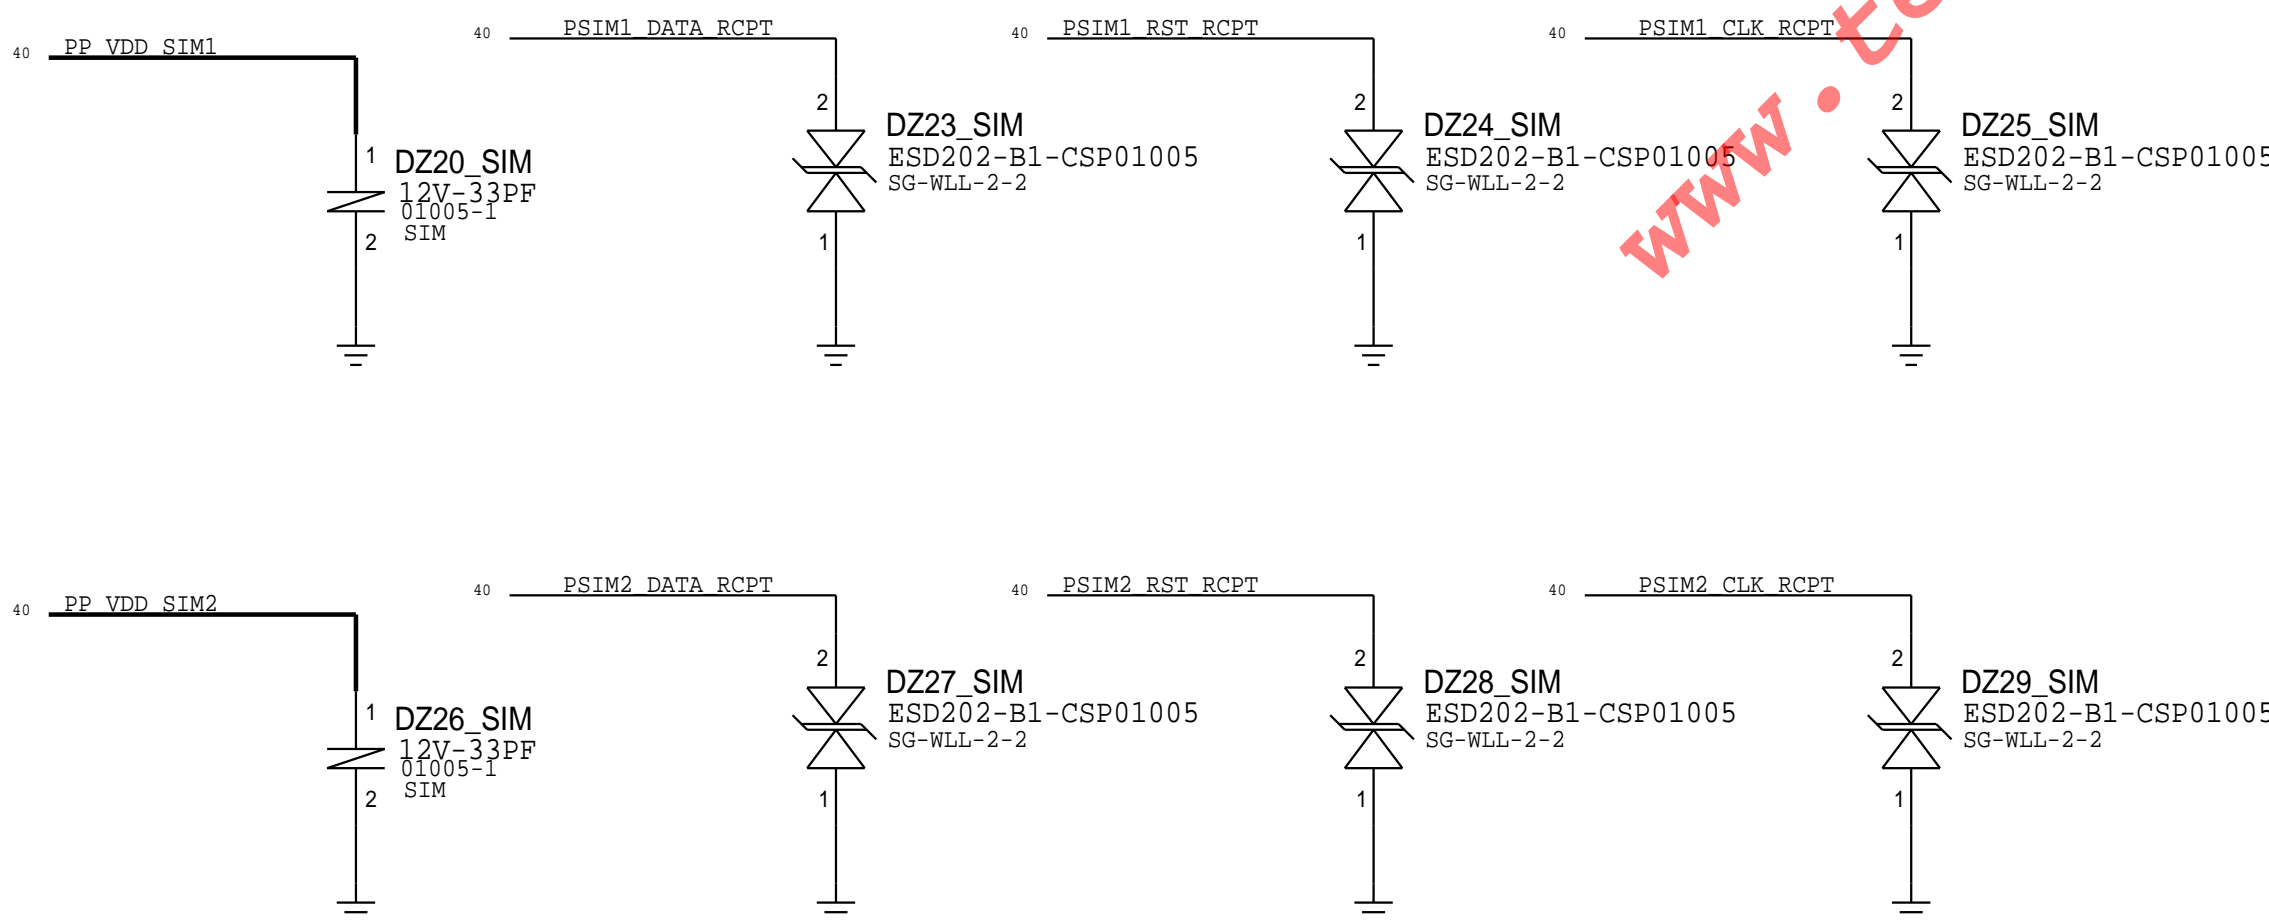 40 PP_VDD_SIM1
40 PSIM1_DATA_RCPT
40 PSIM1_RST_RCPT
40 PSIM1_CLK_RCPT
1
DZ20_SIM
12V-33PF
01005-1
SIM
2
2
DZ23_SIM
ESD202-B1-CSP01005
SG-WLL-2-2
1
2
DZ24_SIM
ESD202-B1-CSP01005
SG-WLL-2-2
1
2
DZ25_SIM
ESD202-B1-CSP01005
SG-WLL-2-2
1
www.te
40 PP_VDD_SIM2
40 PSIM2_DATA_RCPT
40 PSIM2_RST_RCPT
40 PSIM2_CLK_RCPT
1
DZ26_SIM
12V-33PF
01005-1
SIM
2
2
DZ27_SIM
ESD202-B1-CSP01005
SG-WLL-2-2
1
2
DZ28_SIM
ESD202-B1-CSP01005
SG-WLL-2-2
1
2
DZ29_SIM
ESD202-B1-CSP01005
SG-WLL-2-2
1